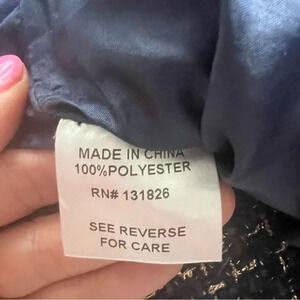 MADE IN CHINA
100%POLYESTER
RN# 131826
SEE REVERSE
FOR CARE